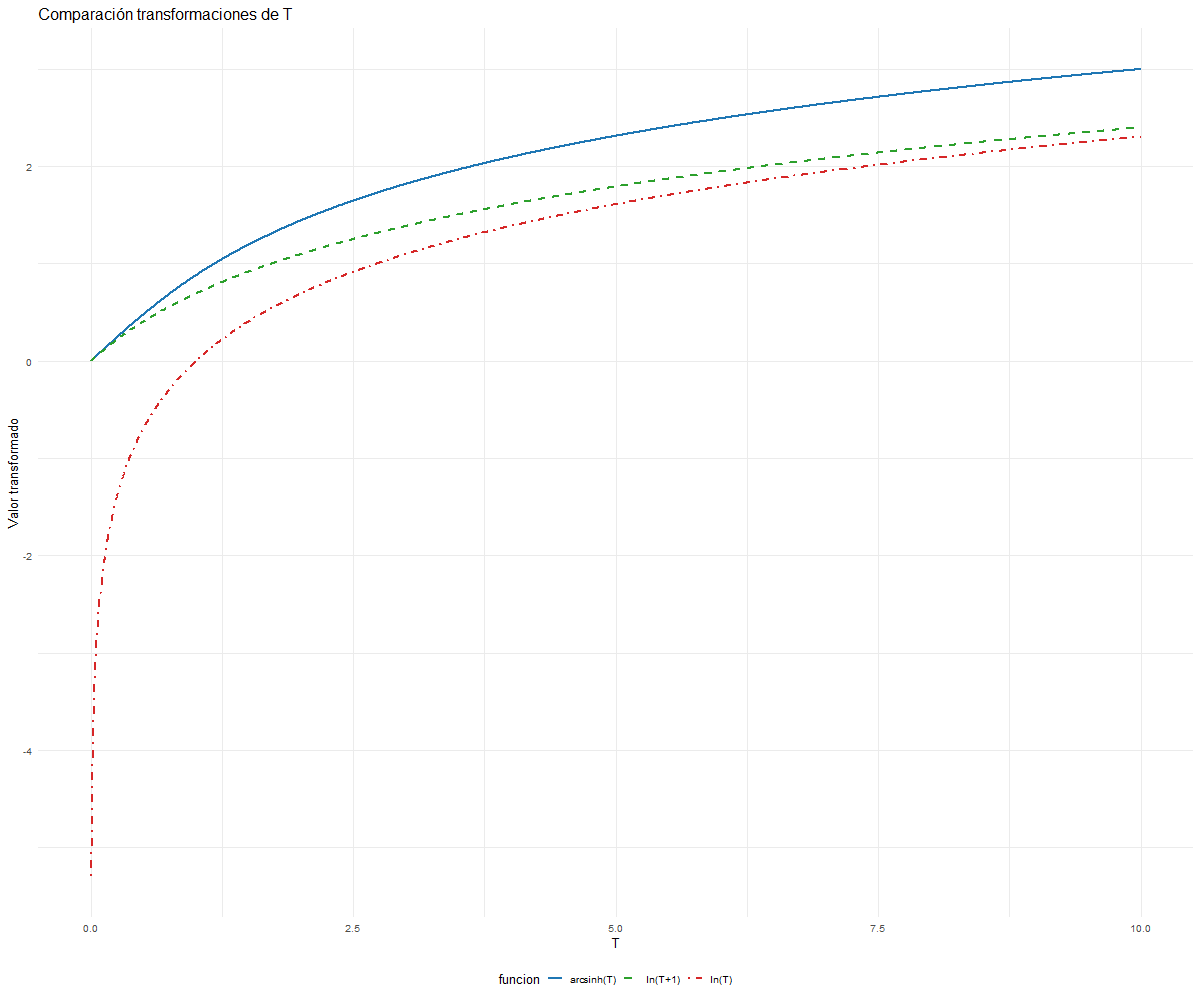 Comparación transformaciones de T
Valor transformado
2
0
-2
-4
0.0 2.5 5.0 7.5 10.0
T
funcion arcsinh(T) ln(T+1) ln(T)